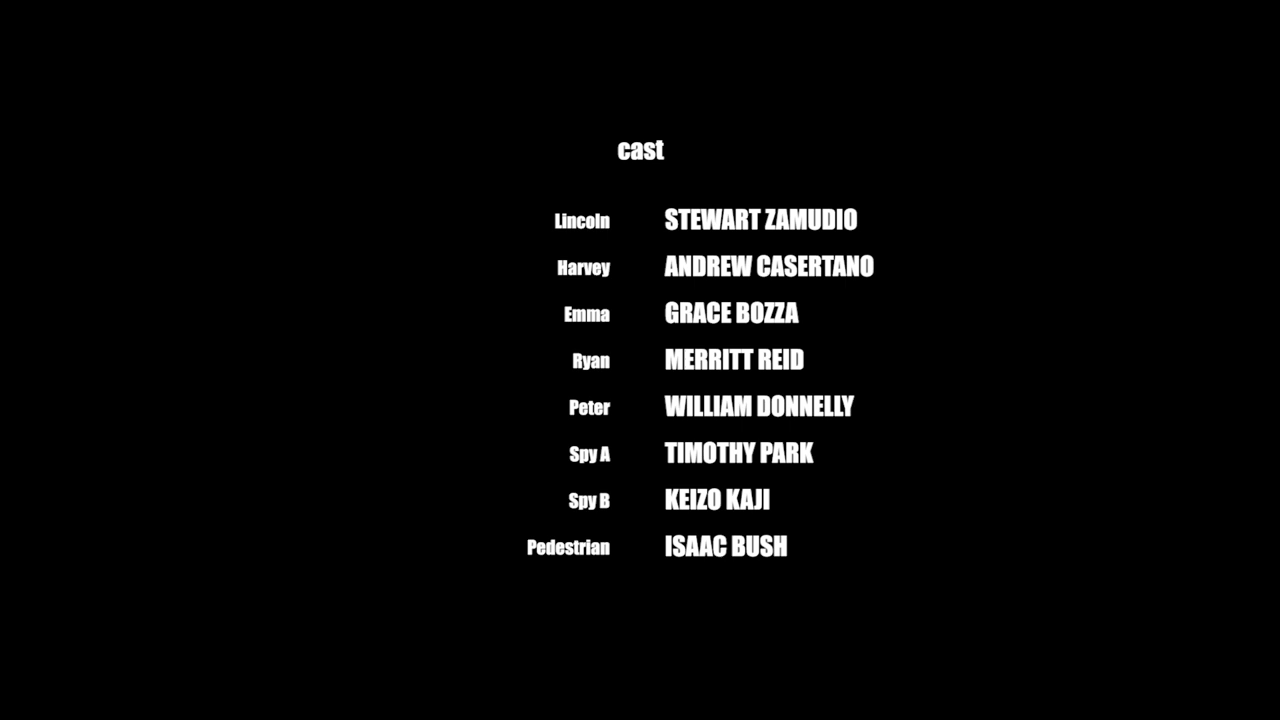 cast
Lincoln STEWART ZAMUDIO
Harvey ANDREW CASERTANO
Emma GRACE BOZZA
Ryan MERRITT REID
Peter WILLIAM DONNELLY
Spy A TIMOTHY PARK
Spy B KEIZO KAJI
Pedestrian ISAAC BUSH